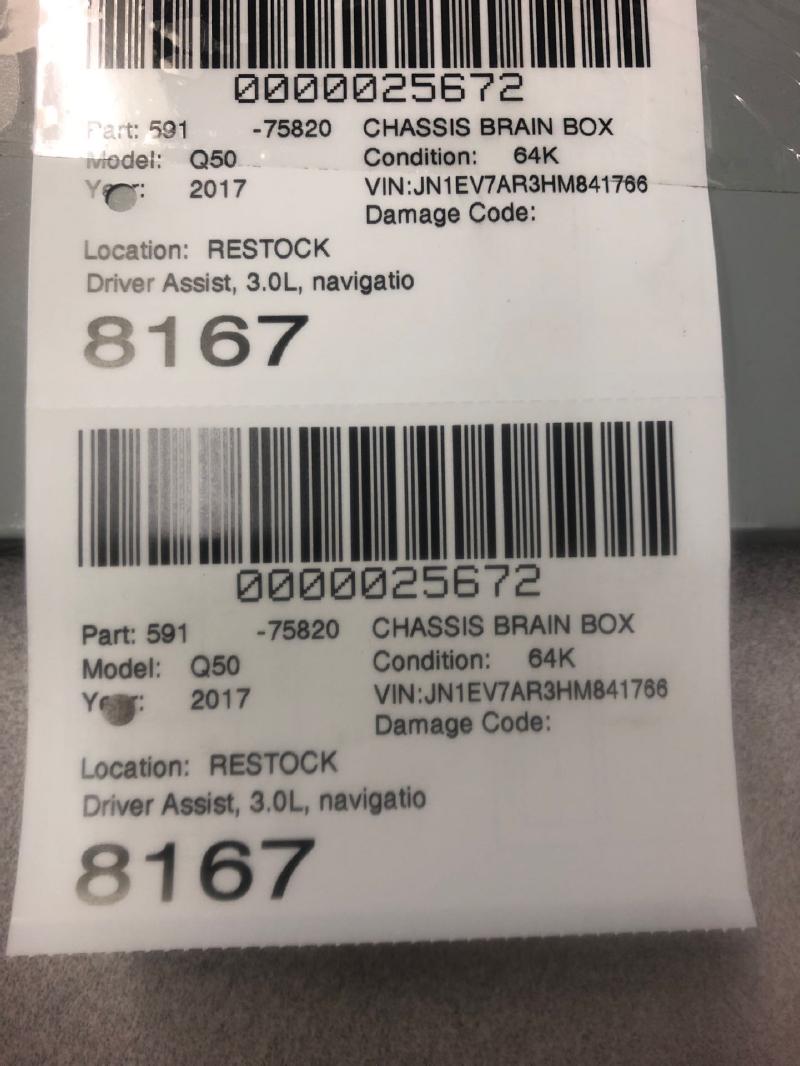 0000025672
Part: 591 -75820 CHASSIS BRAIN BOX
Model: Q50 Condition: 64K
Year: 2017 VIN:JN1EV7AR3HM841766
Damage Code:
Location: RESTOCK
Driver Assist, 3.0L, navigatio
8167
0000025672
Part: 591 -75820 CHASSIS BRAIN BOX
Model: Q50 Condition: 64K
Year: 2017 VIN:JN1EV7AR3HM841766
Damage Code:
Location: RESTOCK
Driver Assist, 3.0L, navigatio
8167